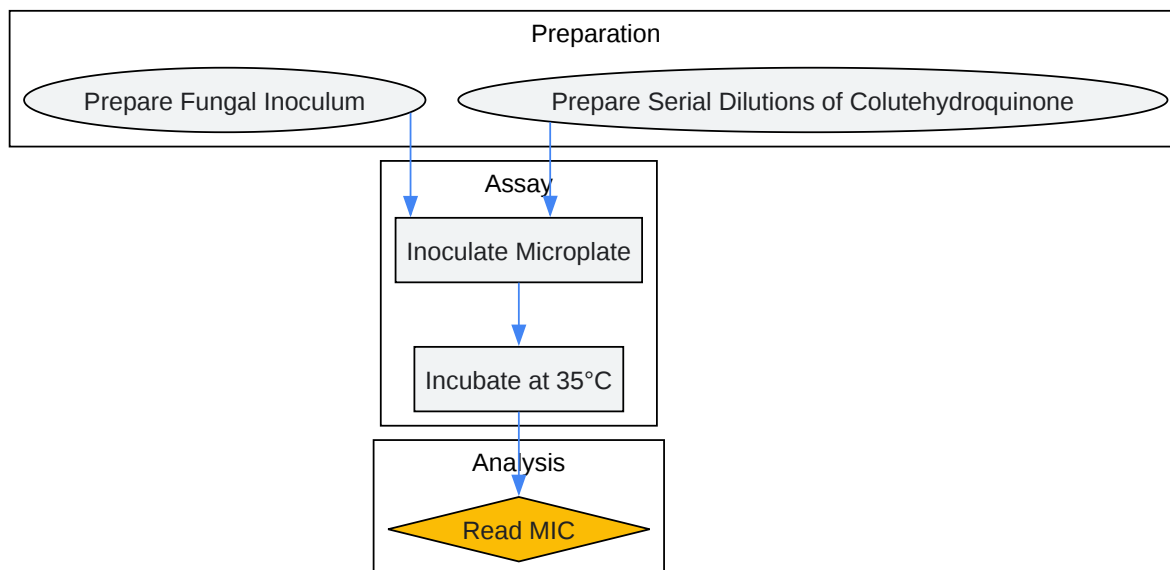 Preparation
Prepare Fungal Inoculum
Prepare Serial Dilutions of Colutehydroquinone
Assay
Inoculate Microplate
Incubate at 35°C
Analysis
Read MIC